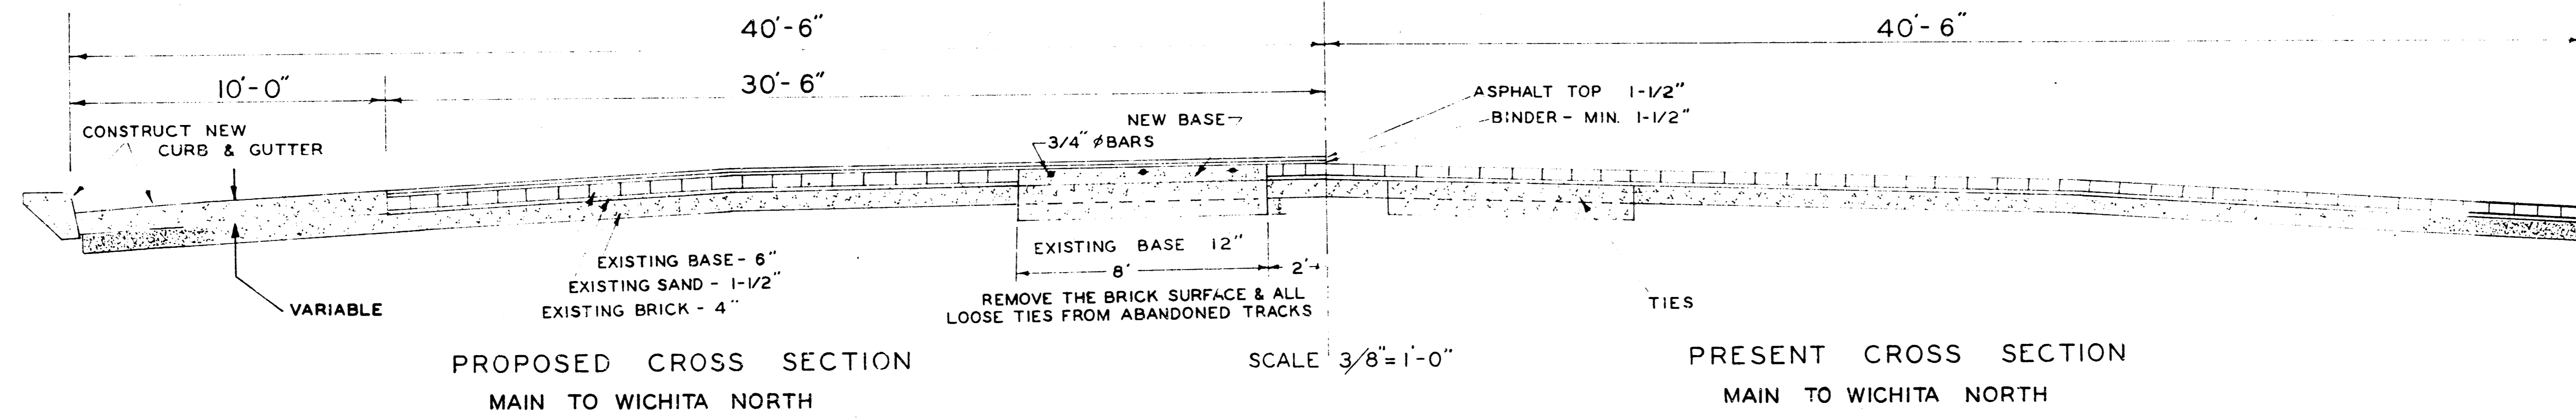 40'-6"
40'-6"
10'-0"
30'-6"
ASPHALT TOP 1-1/2"
BINDER - MIN. 1-1/2"
CONSTRUCT NEW
CURB & GUTTER
NEW BASE
3/4" ϕ BARS
EXISTING BASE 12"
8'
2'
EXISTING BASE - 6"
EXISTING SAND - 1-1/2"
EXISTING BRICK - 4"
VARIABLE
REMOVE THE BRICK SURFACE & ALL
LOOSE TIES FROM ABANDONED TRACKS
TIES
PROPOSED CROSS SECTION
MAIN TO WICHITA NORTH
SCALE 3/8"=1'-0"
PRESENT CROSS SECTION
MAIN TO WICHITA NORTH